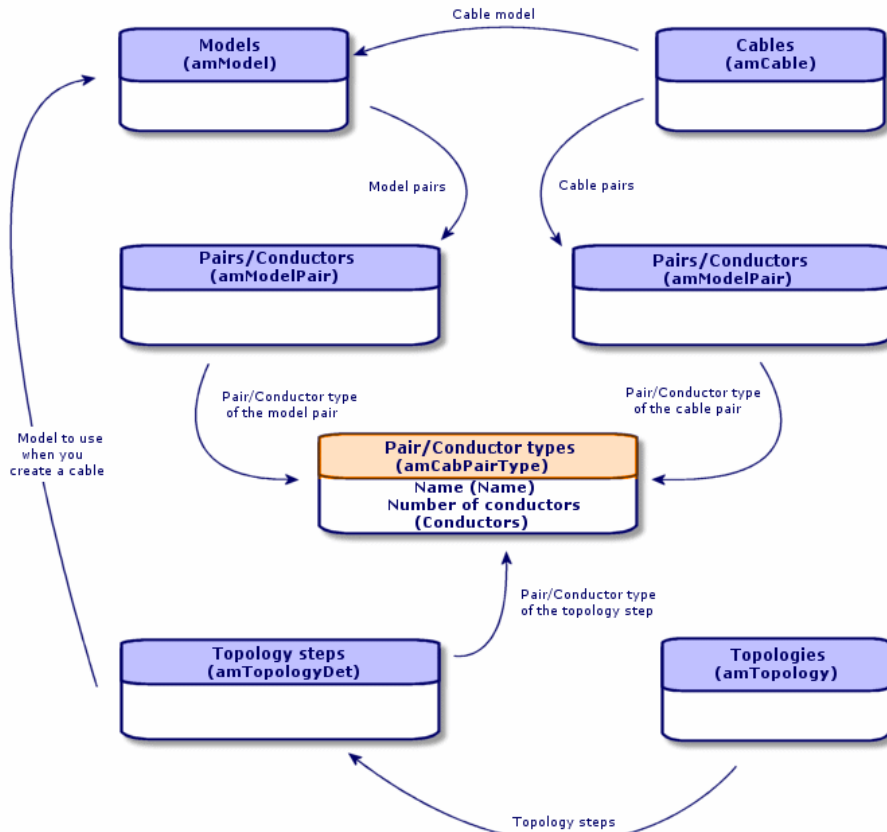 Cable model
Models
(amModel)
Cables
(amCable)
Model pairs
Cable pairs
Pairs/Conductors
(amModelPair)
Pairs/Conductors
(amModelPair)
Pair/Conductor type
of the model pair
Pair/Conductor type
of the cable pair
Model to use
when you
create a cable
Pair/Conductor types
(amCabPairType)
Name (Name)
Number of conductors
(Conductors)
Pair/Conductor type
of the topology step
Topology steps
(amTopologyDet)
Topologies
(amTopology)
Topology steps